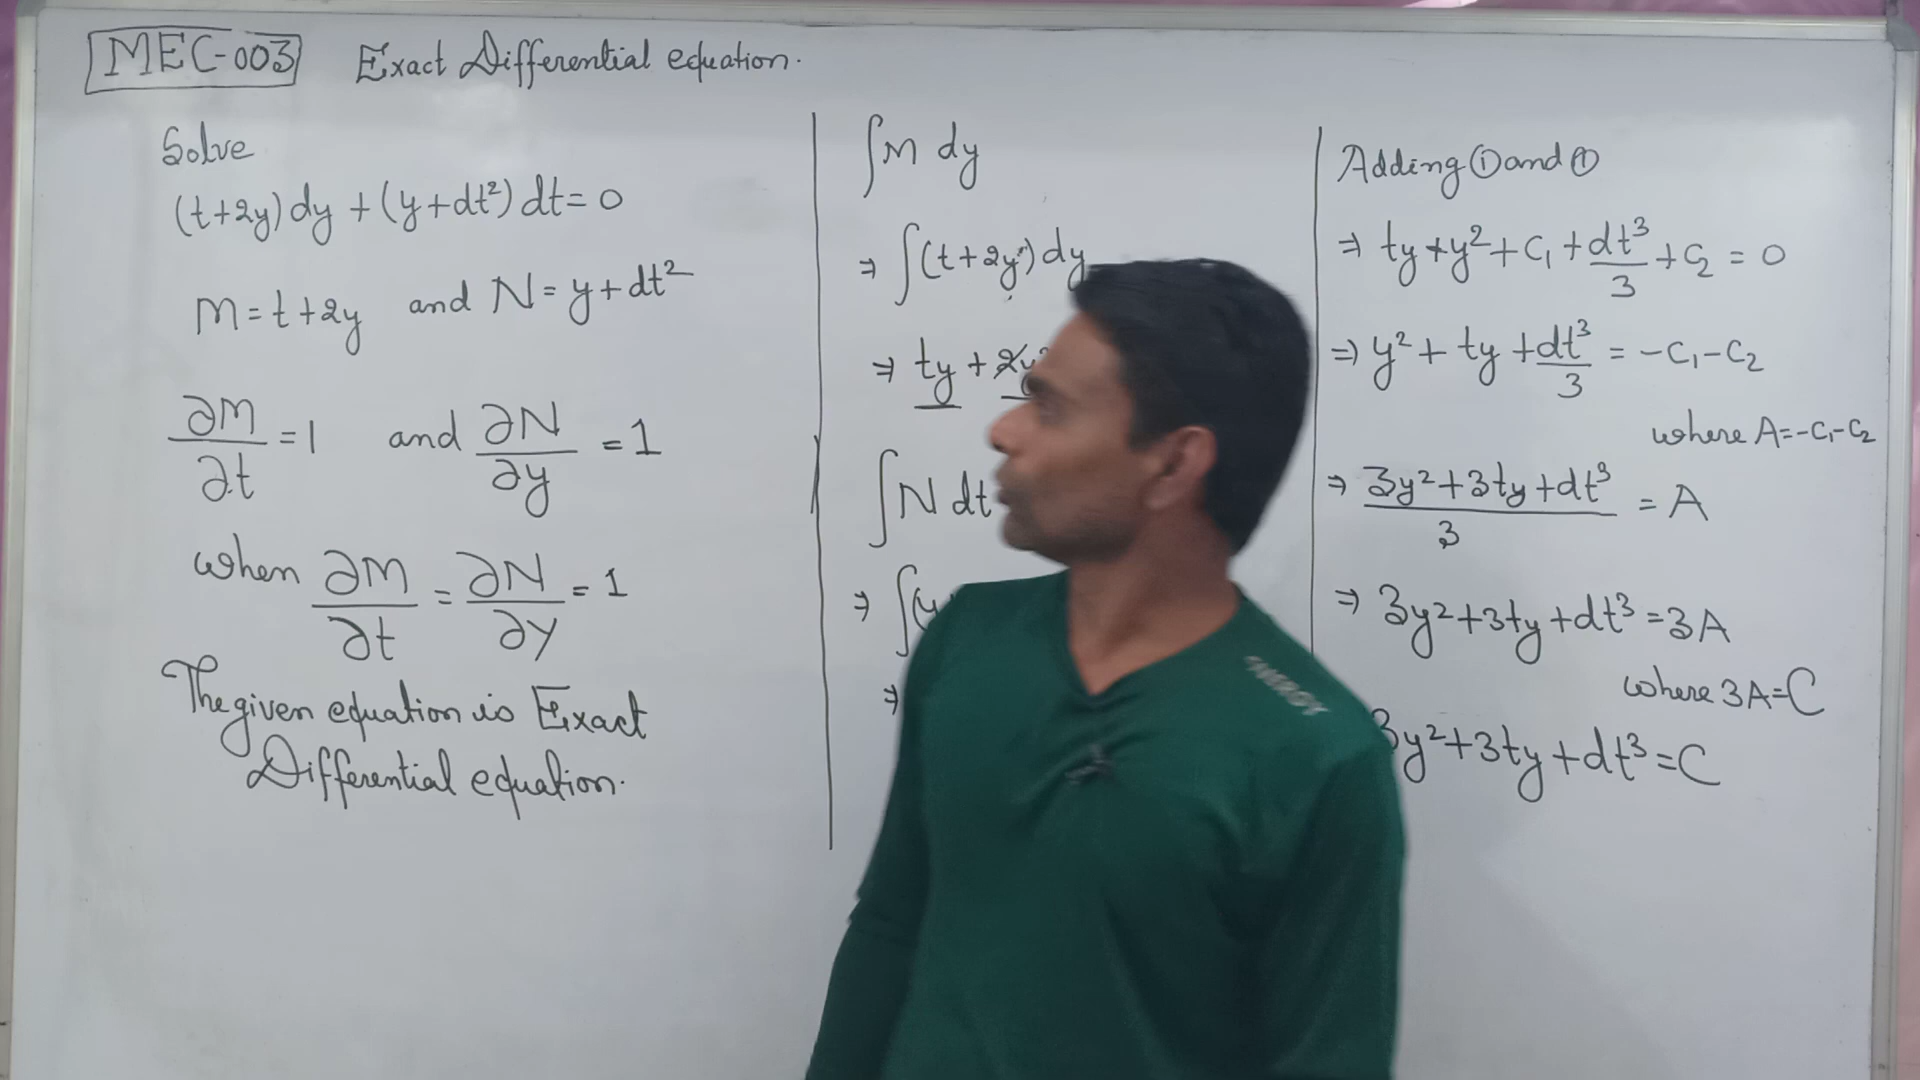 MEC-003 Exact Differential equation.
Solve
(t+2y) dy + (y+dt²) dt = 0
M = t+2y and N = y+dt²
∂M/∂t = 1 and ∂N/∂y = 1
when ∂M/∂t = ∂N/∂y = 1
The given equation is Exact
Differential equation.
∫M dy
⇒ ∫(t+2y) dy
⇒ ty +
∫N dt
⇒ ∫(y
⇒
Adding ① and ⑪
⇒ ty+y²+C₁+dt³/3+C₂ = 0
⇒ y²+ty+dt³/3 = -C₁-C₂
where A=-C₁-C₂
⇒ 3y²+3ty+dt³/3 = A
⇒ 3y²+3ty+dt³=3A
where 3A=C
3y²+3ty+dt³=C